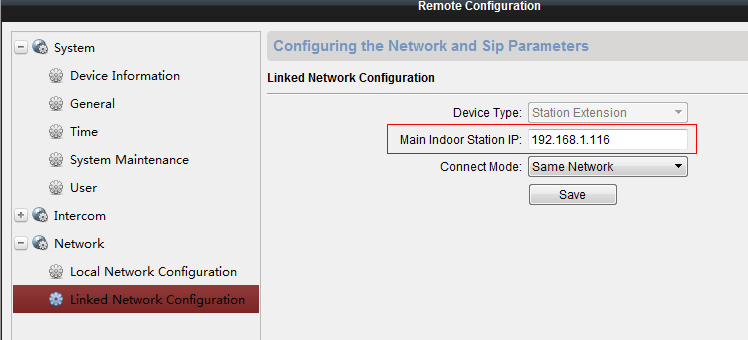 Remote Configuration
System
Device Information
General
Time
System Maintenance
User
Intercom
Network
Local Network Configuration
Linked Network Configuration
Configuring the Network and Sip Parameters
Linked Network Configuration
Device Type: Station Extension
Main Indoor Station IP: 192.168.1.116
Connect Mode: Same Network
Save